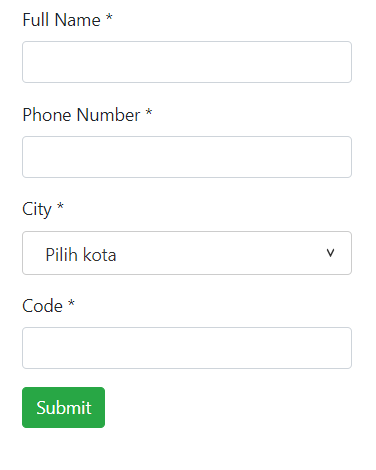 Full Name *
Phone Number *
City *
Pilih kota
Code *
Submit